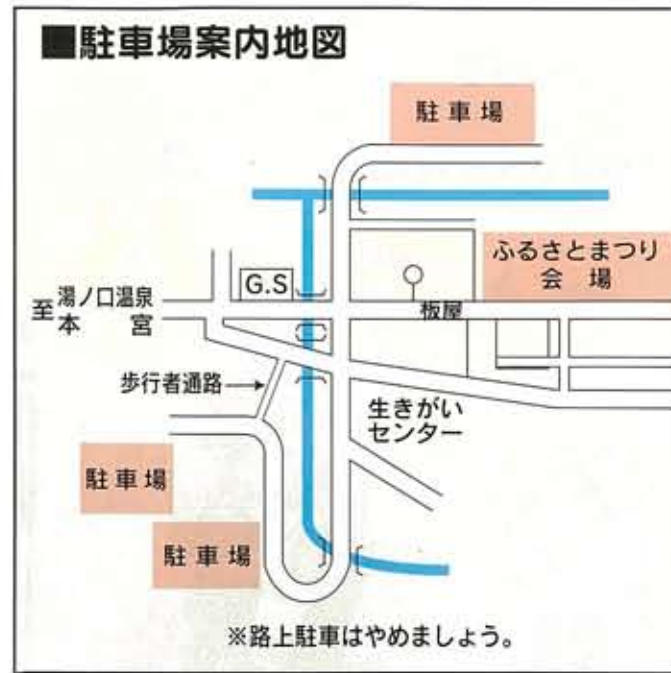 ■駐車場案内地図
駐車場
ふるさとまつり
会場
G.S
板屋
至 湯ノ口温泉
本宮
歩行者通路→
生きがい
センター
駐車場
駐車場
※路上駐車はやめましょう。